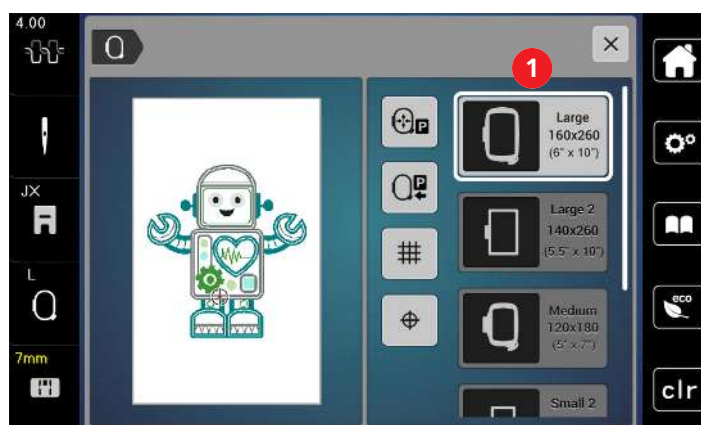 4.00
1
Large
160x260
(6" x 10")
P
JX
Large 2
140x260
(5.5" x 10")
P
L
Medium
120x180
(5" x 7")
eco
7mm
Small 2
clr